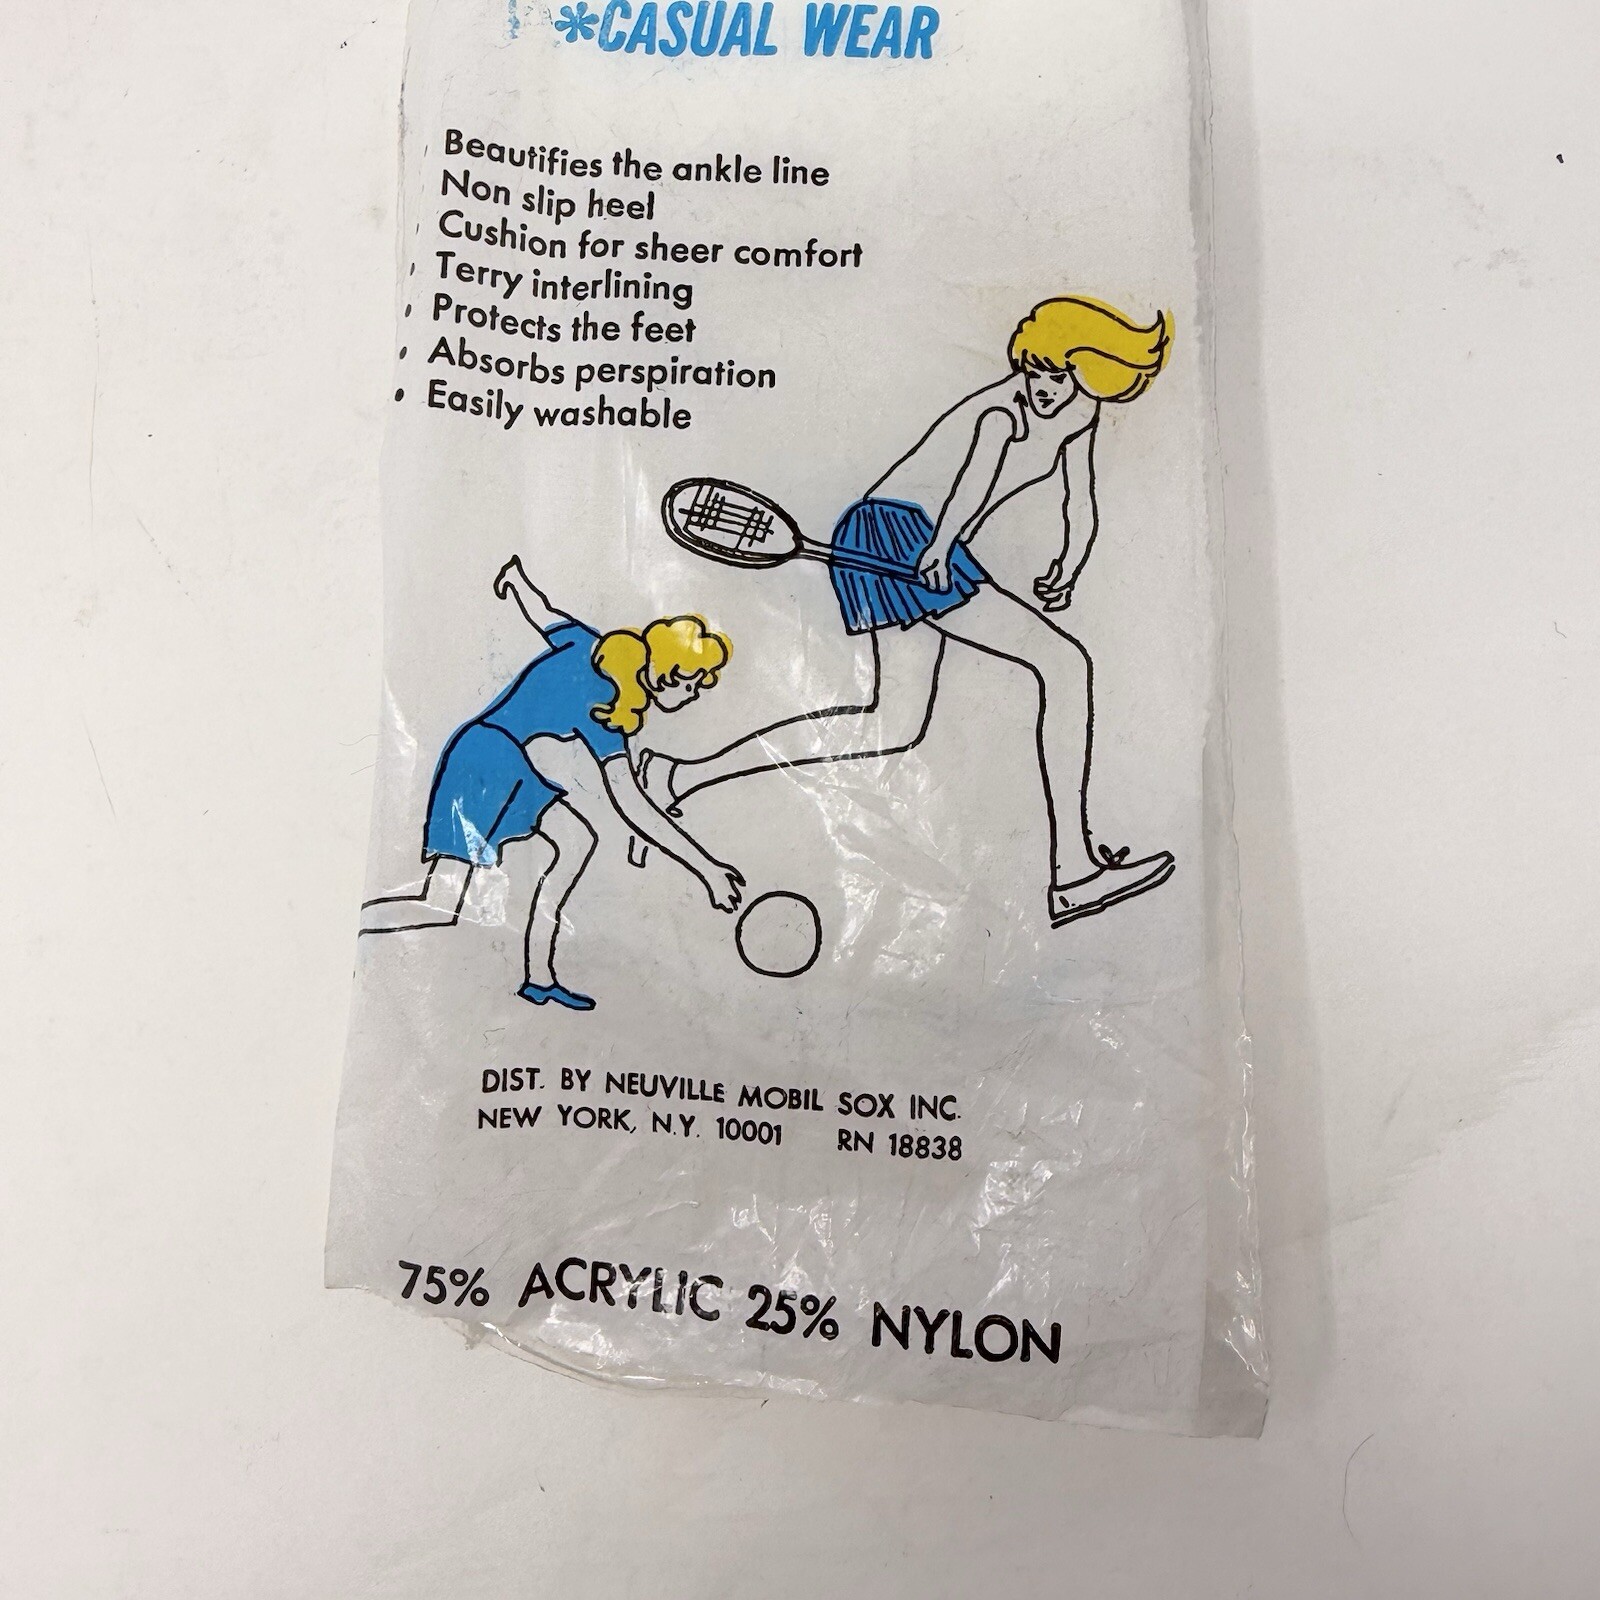 *CASUAL WEAR
Beautifies the ankle line
Non slip heel
Cushion for sheer comfort
• Terry interlining
• Protects the feet
• Absorbs perspiration
• Easily washable
DIST. BY NEUVILLE MOBIL SOX INC.
NEW YORK, N.Y. 10001 RN 18838
75% ACRYLIC 25% NYLON